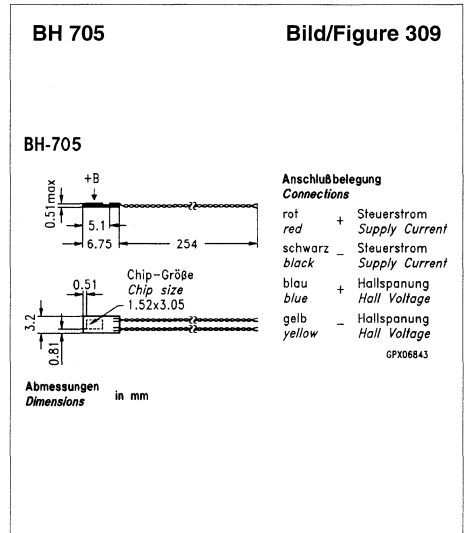 BH 705
Bild/Figure 309
BH-705
+B
0.51max
5.1
6.75
254
Anschlußbelegung
Connections
rot + Steuerstrom
red Supply Current
schwarz – Steuerstrom
black Supply Current
blau + Hallspanung
blue Hall Voltage
gelb – Hallspanung
yellow Hall Voltage
GPX06843
0.51
Chip-Größe
Chip size
1.52x3.05
3.2
0.81
Abmessungen in mm
Dimensions